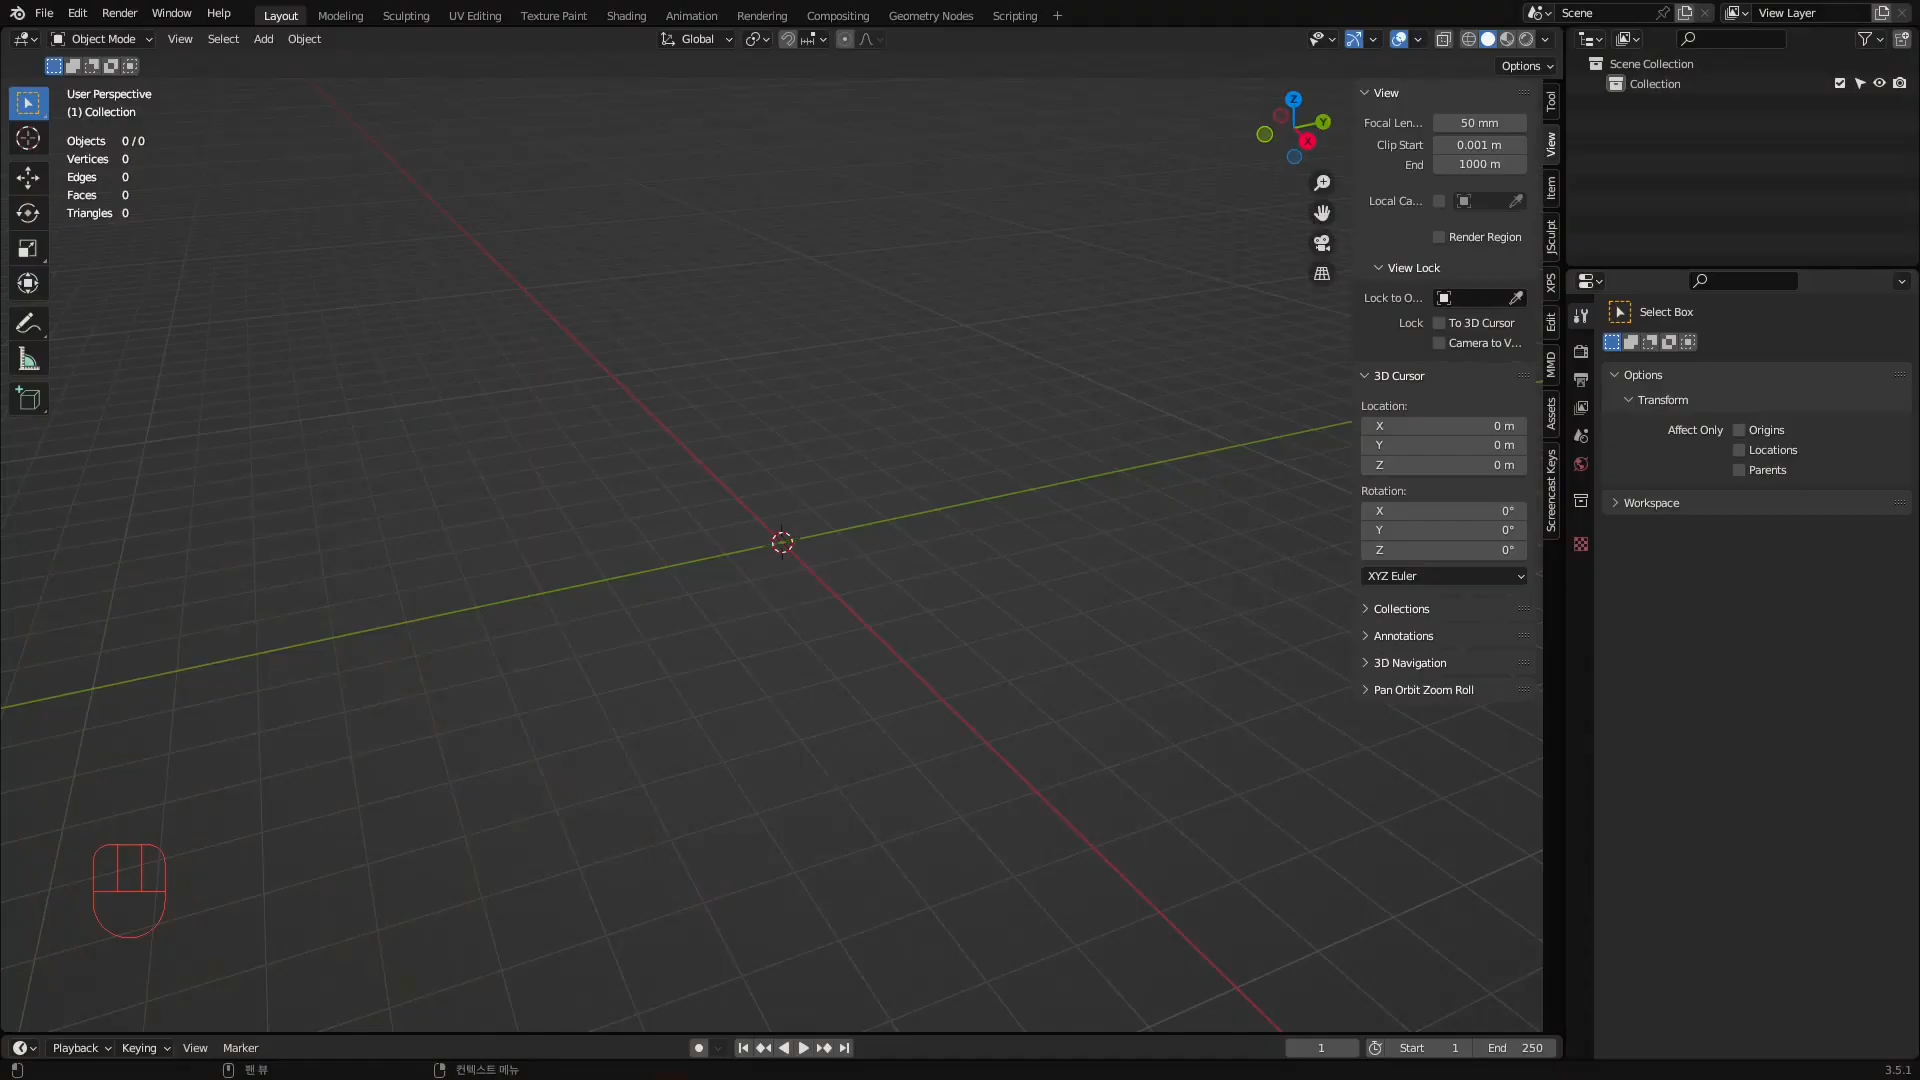 File Edit Render Window Help Layout Modeling Sculpting UV Editing Texture Paint Shading Animation Rendering Compositing Geometry Nodes Scripting + Scene View Layer
Object Mode View Select Add Object Global
Options
User Perspective
(1) Collection
Objects 0 / 0
Vertices 0
Edges 0
Faces 0
Triangles 0
Z
Y
X
View
Focal Len... 50 mm
Clip Start 0.001 m
End 1000 m
Local Ca...
Render Region
View Lock
Lock to O...
Lock To 3D Cursor
Camera to V...
3D Cursor
Location:
X 0 m
Y 0 m
Z 0 m
Rotation:
X 0°
Y 0°
Z 0°
XYZ Euler
Collections
Annotations
3D Navigation
Pan Orbit Zoom Roll
Tool
View
Item
JSculpt
XPS
Edit
MMD
Assets
Screencast Keys
Scene Collection
Collection
Select Box
Options
Transform
Affect Only Origins
Locations
Parents
Workspace
Playback Keying View Marker 1 Start 1 End 250
팬 뷰 컨텍스트 메뉴 3.5.1